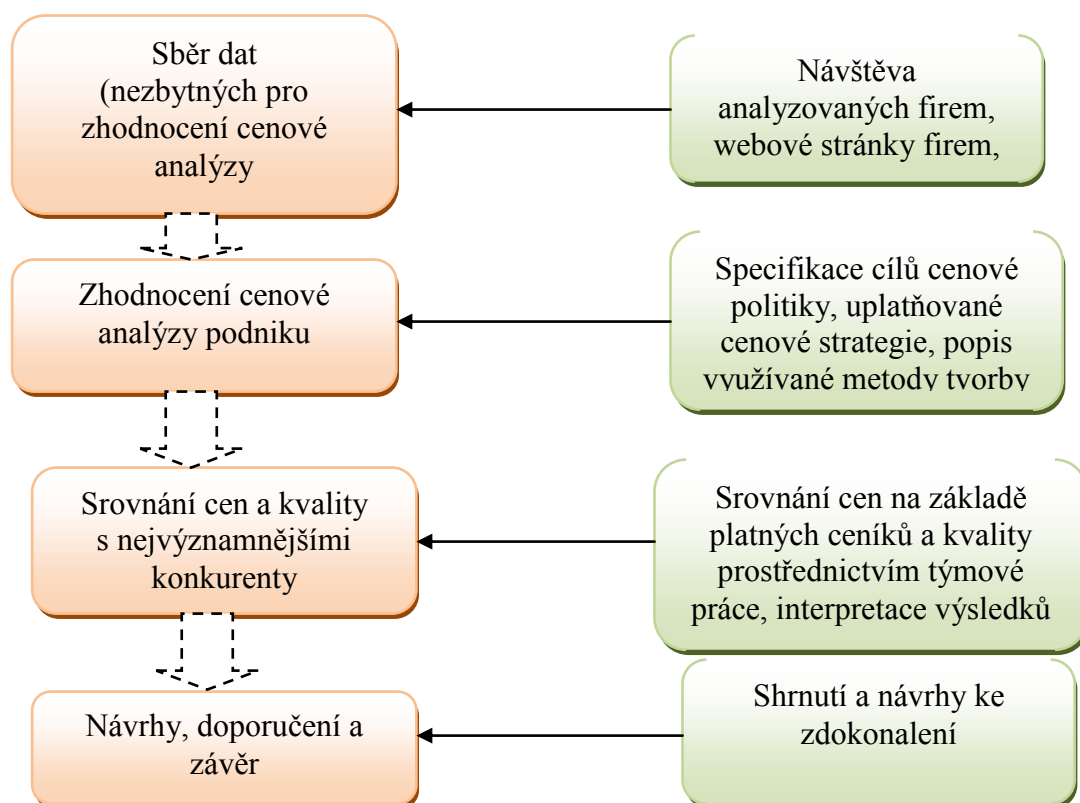 Sběr dat
(nezbytných pro
zhodnocení cenové
analýzy
Návštěva
analyzovaných firem,
webové stránky firem,
Zhodnocení cenové
analýzy podniku
Specifikace cílů cenové
politiky, uplatňované
cenové strategie, popis
využívané metody tvorby
Srovnání cen a kvality
s nejvýznamnějšími
konkurenty
Srovnání cen na základě
platných ceníků a kvality
prostřednictvím týmové
práce, interpretace výsledků
Návrhy, doporučení a
závěr
Shrnutí a návrhy ke
zdokonalení